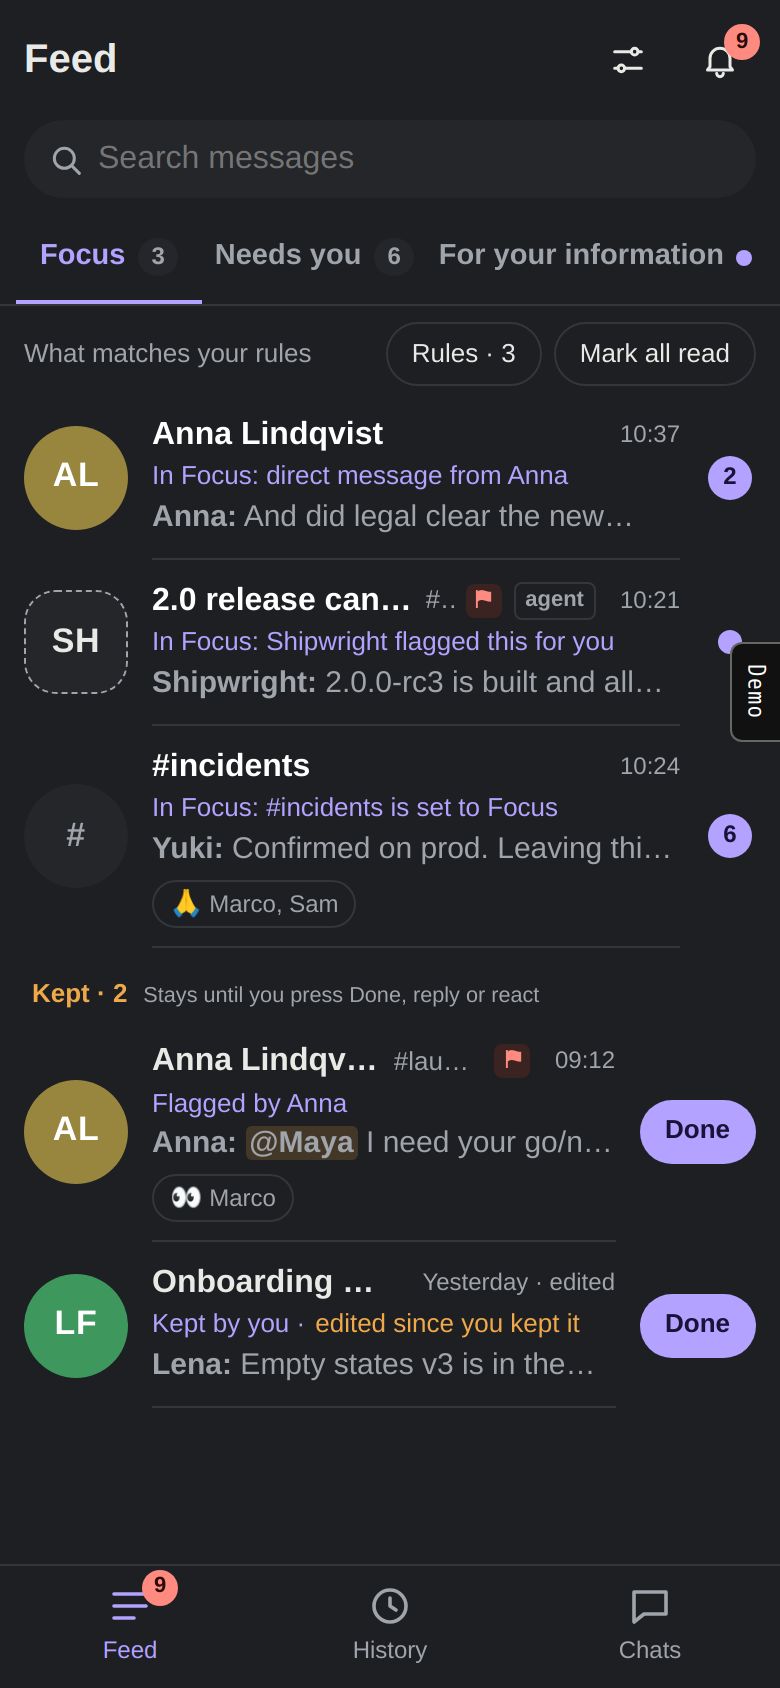 Feed
9
Search messages
Focus 3 Needs you 6 For your information
What matches your rules Rules · 3 Mark all read
AL
Anna Lindqvist 10:37
In Focus: direct message from Anna
Anna: And did legal clear the new…
2
SH
2.0 release can… #… agent 10:21
In Focus: Shipwright flagged this for you
Shipwright: 2.0.0-rc3 is built and all…
Demo
#
#incidents 10:24
In Focus: #incidents is set to Focus
Yuki: Confirmed on prod. Leaving thi…
🙏 Marco, Sam
6
Kept · 2 Stays until you press Done, reply or react
AL
Anna Lindqv… #lau… 09:12
Flagged by Anna
Anna: @Maya I need your go/n…
👀 Marco
Done
LF
Onboarding … Yesterday · edited
Kept by you · edited since you kept it
Lena: Empty states v3 is in the…
Done
9
Feed History Chats